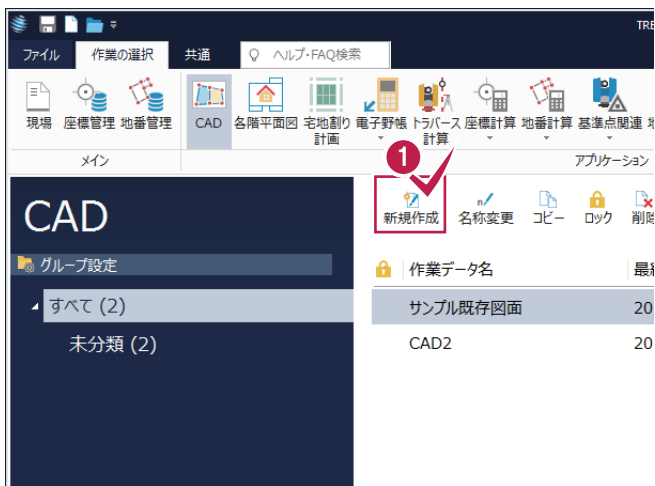 TRE
ファイル 作業の選択 共通 ヘルプ・FAQ検索
現場 座標管理 地番管理 CAD 各階平面図 宅地割り計画 電子野帳 トラバース計算 座標計算 地番計算 基準点関連 地
メイン アプリケーション
1
CAD
新規作成 名称変更 コピー ロック 削除
グループ設定
作業データ名 最終
すべて (2)
サンプル既存図面 20
未分類 (2)
CAD2 20